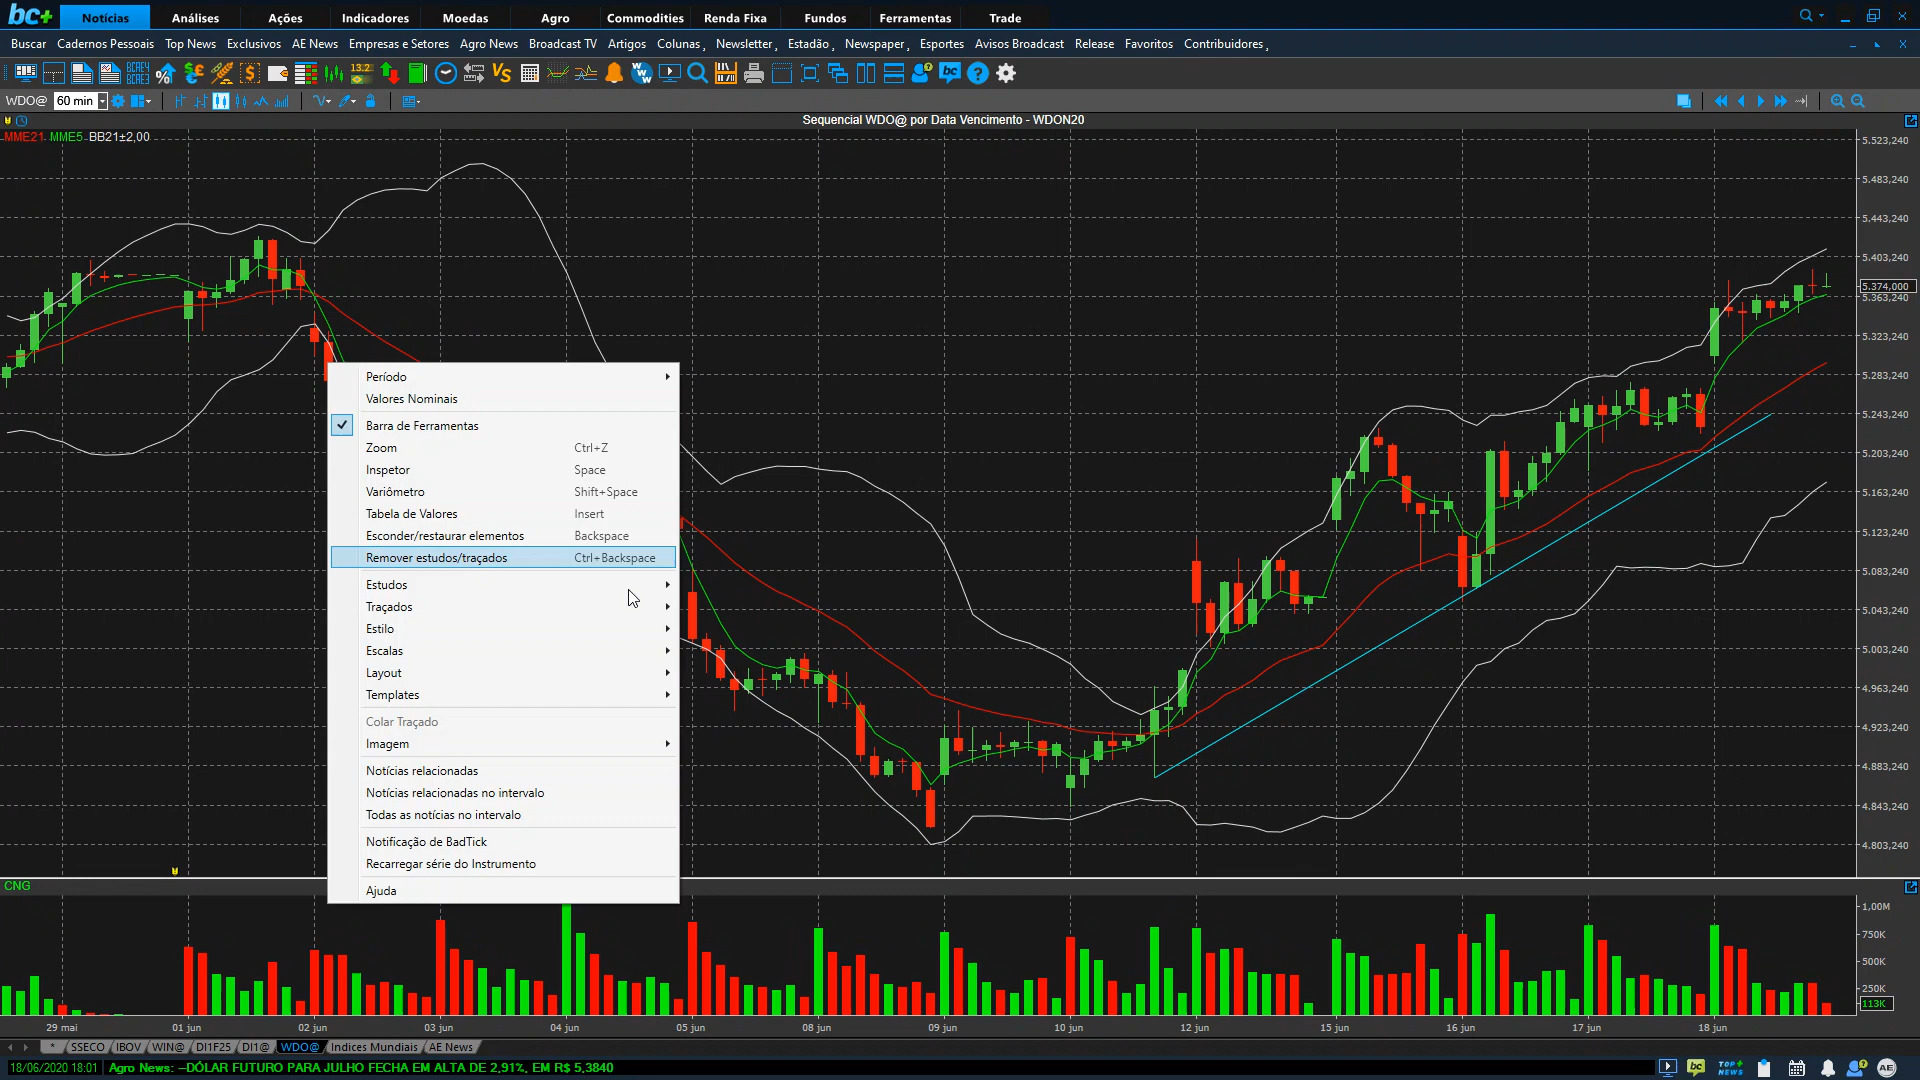 bc+ Notícias Análises Ações Indicadores Moedas Agro Commodities Renda Fixa Fundos Ferramentas Trade
Buscar Cadernos Pessoais Top News Exclusivos AE News Empresas e Setores Agro News Broadcast TV Artigos Colunas Newsletter Estadão Newspaper Esportes Avisos Broadcast Release Favoritos Contribuidores
13.2 VS bc
WDO@ 60 min
Sequencial WDO@ por Data Vencimento - WDON20
MME21 MME5 BB21±2,00
5.523,240
5.483,240
5.443,240
5.403,240
5.374,000
5.363,240
5.323,240
5.283,240
5.243,240
5.203,240
5.163,240
5.123,240
5.083,240
5.043,240
5.003,240
4.963,240
4.923,240
4.883,240
4.843,240
4.803,240
Período
Valores Nominais
Barra de Ferramentas
Zoom Ctrl+Z
Inspetor Space
Variômetro Shift+Space
Tabela de Valores Insert
Esconder/restaurar elementos Backspace
Remover estudos/traçados Ctrl+Backspace
Estudos
Traçados
Estilo
Escalas
Layout
Templates
Colar Traçado
Imagem
Notícias relacionadas
Notícias relacionadas no intervalo
Todas as notícias no intervalo
Notificação de BadTick
Recarregar série do Instrumento
Ajuda
CNG
1,00M
750K
500K
250K
113K
29 mai 01 jun 02 jun 03 jun 04 jun 05 jun 08 jun 09 jun 10 jun 12 jun 15 jun 16 jun 17 jun 18 jun
* SSECO IBOV WIN@ DI1F25 DI1@ WDO@ Indices Mundiais AE News
18/06/2020 18:01 Agro News: --DÓLAR FUTURO PARA JULHO FECHA EM ALTA DE 2,91%, EM R$ 5,3840
bc TOP+ NEWS AE